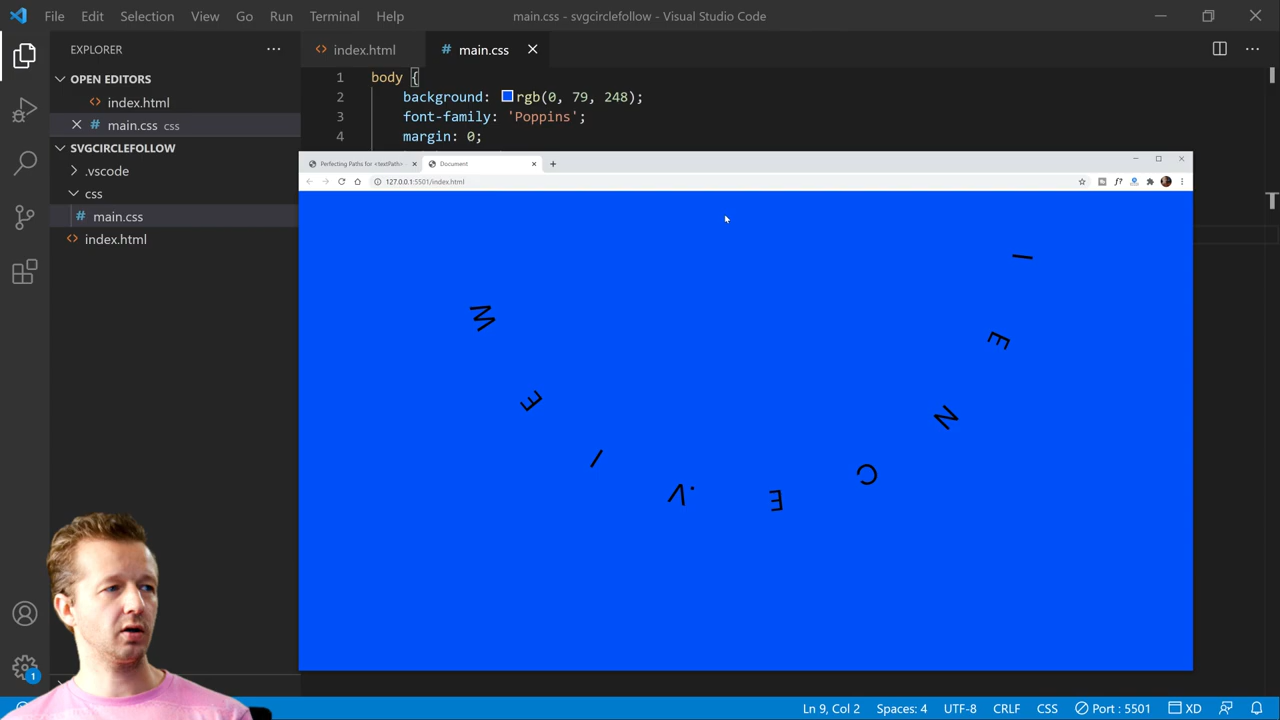 File Edit Selection View Go Run Terminal Help main.css - svgcirclefollow - Visual Studio Code
EXPLORER
OPEN EDITORS
index.html
main.css css
SVGCIRCLEFOLLOW
.vscode
css
main.css
index.html
index.html main.css
1 body {
2 background: rgb(0, 79, 248);
3 font-family: 'Poppins';
4 margin: 0;
Perfecting Paths for <textPath> Document
127.0.0.1:5501/index.html
I E N C E . V I E W
1
Ln 9, Col 2 Spaces: 4 UTF-8 CRLF CSS Port : 5501 XD